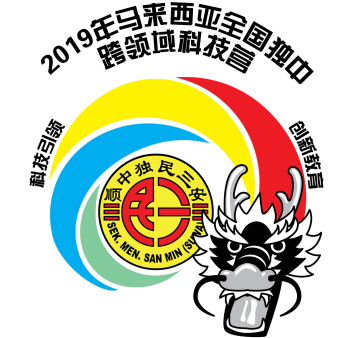 2019年马来西亚全国独中
跨领域科技营
科技引领
创新教育
安三民独中顺
SEK. MEN. SAN MIN (SUWA)